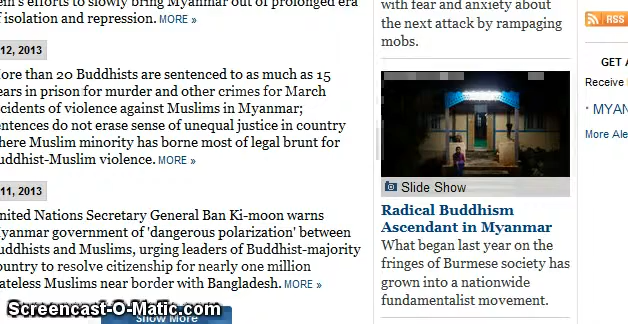 ein's efforts to slowly bring Myanmar out of prolonged era
f isolation and repression. MORE »
12, 2013
ore than 20 Buddhists are sentenced to as much as 15
ears in prison for murder and other crimes for March
cidents of violence against Muslims in Myanmar;
entences do not erase sense of unequal justice in country
here Muslim minority has borne most of legal brunt for
uddhist-Muslim violence. MORE »
11, 2013
nited Nations Secretary General Ban Ki-moon warns
yanmar government of 'dangerous polarization' between
uddhists and Muslims, urging leaders of Buddhist-majority
ountry to resolve citizenship for nearly one million
ateless Muslims near border with Bangladesh. MORE »
Show More
with fear and anxiety about
the next attack by rampaging
mobs.
Slide Show
Radical Buddhism
Ascendant in Myanmar
What began last year on the
fringes of Burmese society has
grown into a nationwide
fundamentalist movement.
RSS
GET
Receive
MYAN
More Ale
Screencast-O-Matic.com